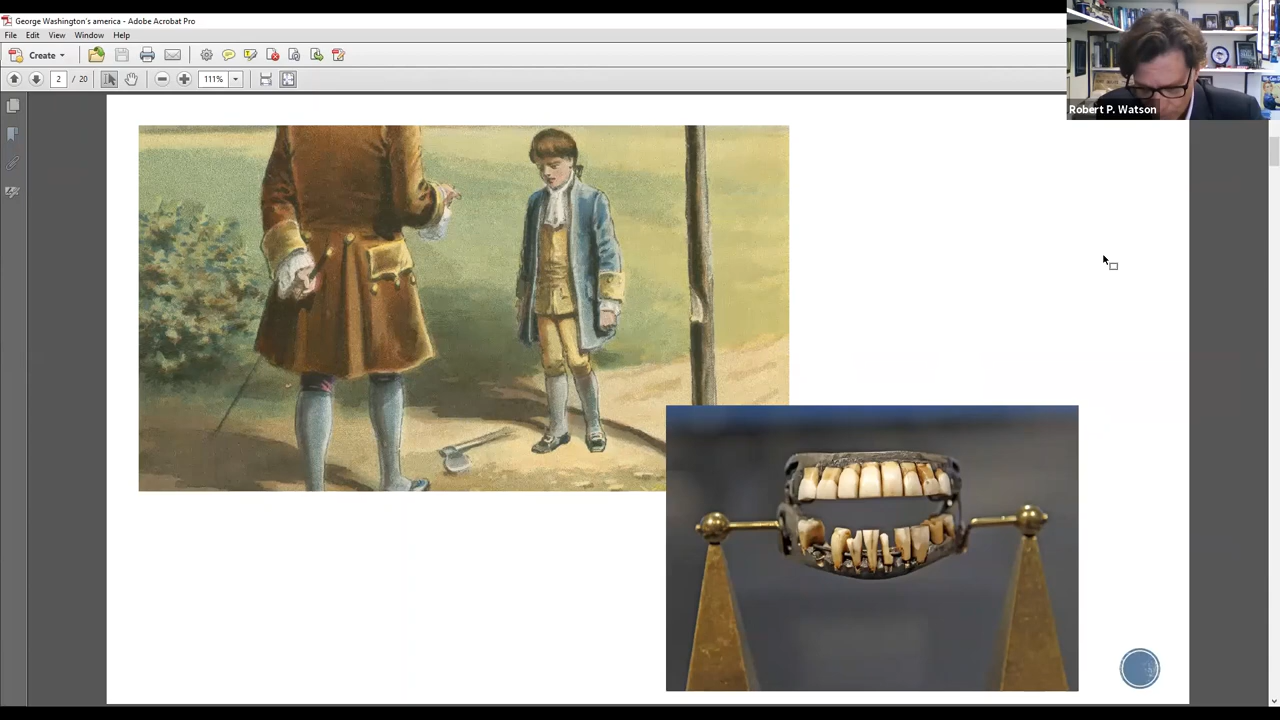 George Washington's america - Adobe Acrobat Pro
File Edit View Window Help
Create
2 / 20 111%
Robert P. Watson